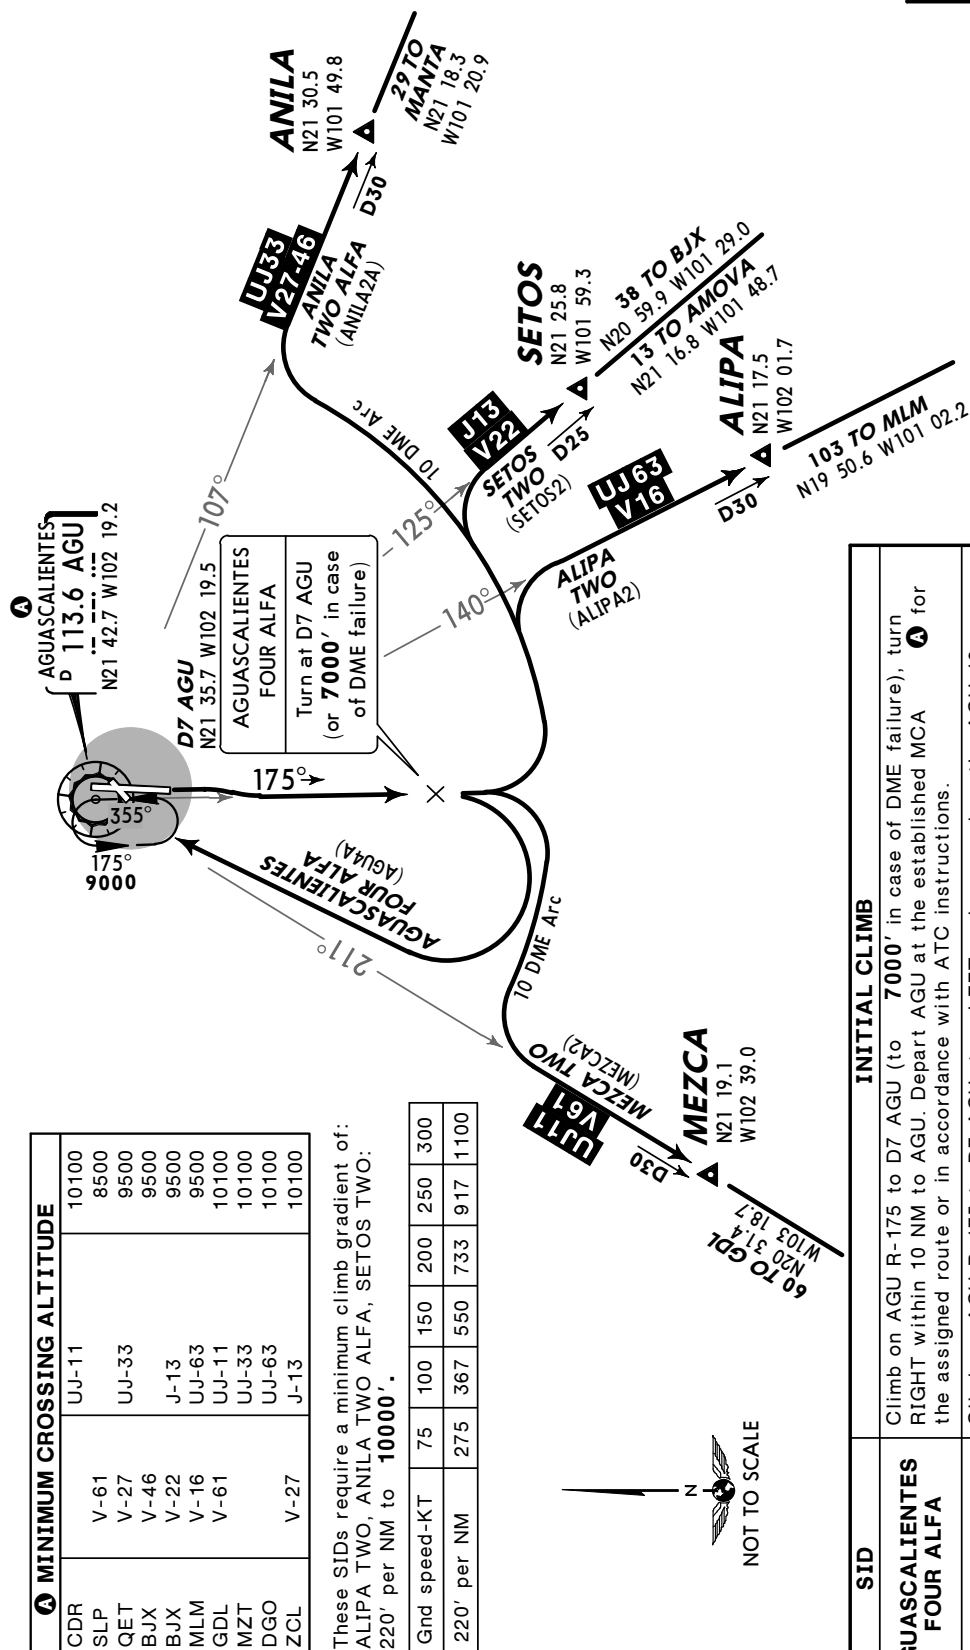 A MINIMUM CROSSING ALTITUDE
CDR UJ-11 10100
SLP V-61 8500
QET V-27 UJ-33 9500
BJX V-46 9500
BJX V-22 J-13 9500
MLM V-16 UJ-63 9500
GDL V-61 UJ-11 10100
MZT UJ-33 10100
DGO UJ-63 10100
ZCL V-27 J-13 10100
These SIDs require a minimum climb gradient of:
ALIPA TWO, ANILA TWO ALFA, SETOS TWO:
220' per NM to 10000'.
Gnd speed-KT 75 100 150 200 250 300
220' per NM 275 367 550 733 917 1100
N
NOT TO SCALE
A
AGUASCALIENTES
D 113.6 AGU
N21 42.7 W102 19.2
355°
175°
9000
175°
D7 AGU
N21 35.7 W102 19.5
AGUASCALIENTES
FOUR ALFA
Turn at D7 AGU
(or 7000' in case
of DME failure)
107°
125°
140°
211°
AGUASCALIENTES
FOUR ALFA
(AGU4A)
10 DME Arc
10 DME Arc
UJ33
V27-46
ANILA
TWO ALFA
(ANILA2A)
D30
ANILA
N21 30.5
W101 49.8
29 TO
MANTA
N21 18.3
W101 20.9
J13
V22
SETOS
TWO
(SETOS2)
D25
SETOS
N21 25.8
W101 59.3
38 TO BJX
N20 59.9 W101 29.0
13 TO AMOVA
N21 16.8 W101 48.7
UJ63
V16
ALIPA
TWO
(ALIPA2)
D30
ALIPA
N21 17.5
W102 01.7
103 TO MLM
N19 50.6 W101 02.2
MEZCA TWO
(MEZCA2)
UJ11
V61
D30
MEZCA
N21 19.1
W102 39.0
60 TO GDL
N20 31.4
W103 18.7
SID INITIAL CLIMB
GUASCALIENTES
FOUR ALFA
Climb on AGU R-175 to D7 AGU (to 7000' in case of DME failure), turn
RIGHT within 10 NM to AGU. Depart AGU at the established MCA A for
the assigned route or in accordance with ATC instructions.